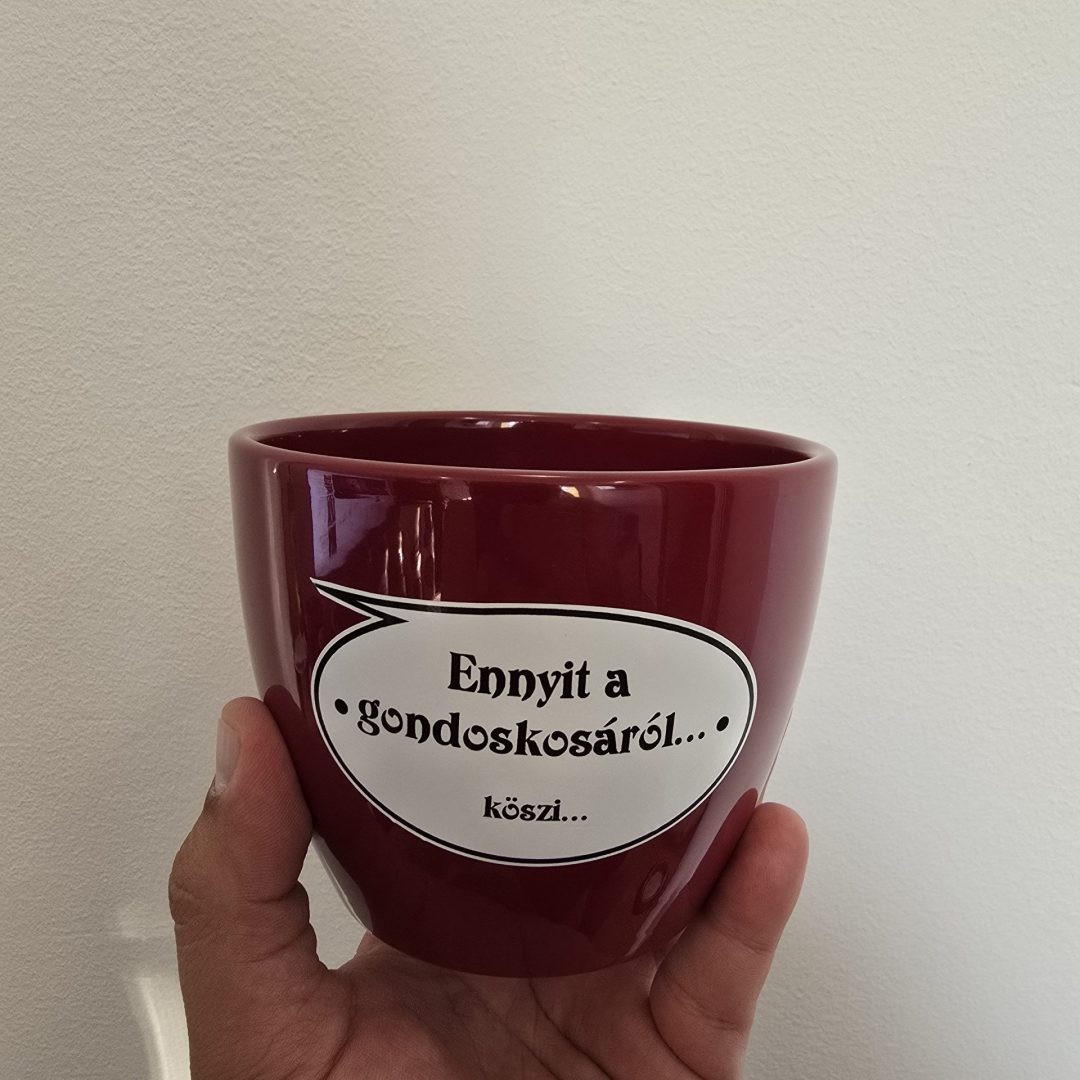 Ennyit a
• gondoskosáról... •
köszi...